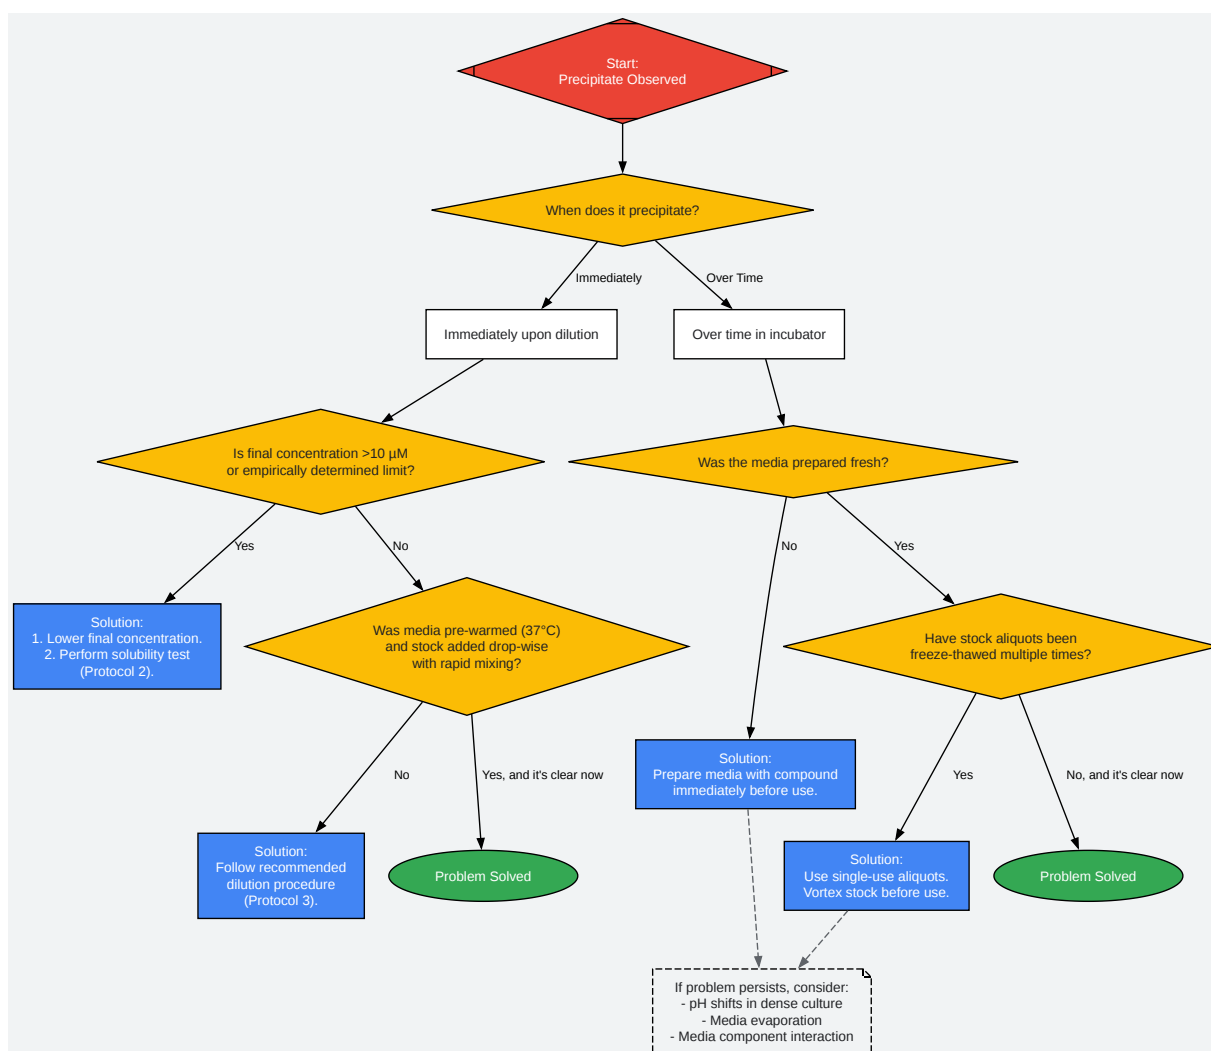 Start:
Precipitate Observed
When does it precipitate?
Immediately
Over Time
Immediately upon dilution
Over time in incubator
Is final concentration >10 µM
or empirically determined limit?
Was the media prepared fresh?
Yes
No
No
Yes
Solution:
1. Lower final concentration.
2. Perform solubility test
(Protocol 2).
Was media pre-warmed (37°C)
and stock added drop-wise
with rapid mixing?
Have stock aliquots been
freeze-thawed multiple times?
No
Yes, and it's clear now
Solution:
Prepare media with compound
immediately before use.
Yes
No, and it's clear now
Solution:
Follow recommended
dilution procedure
(Protocol 3).
Problem Solved
Solution:
Use single-use aliquots.
Vortex stock before use.
Problem Solved
If problem persists, consider:
- pH shifts in dense culture
- Media evaporation
- Media component interaction